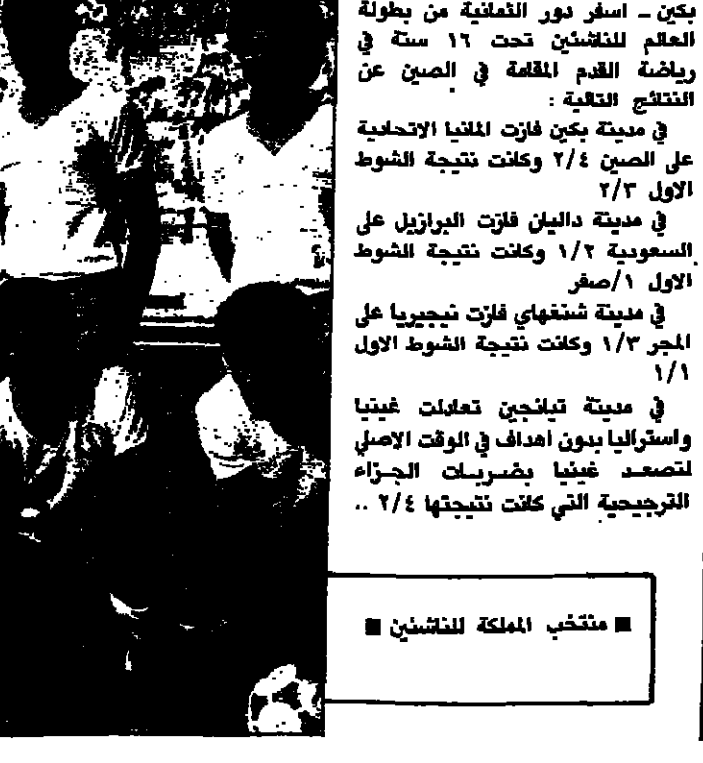 بكين ـ اسفر دور الثمانية من بطولة
العالم للناشئين تحت ١٦ سنة في
رياضة القدم المقامة في الصين عن
النتائج التالية :
في مدينة بكين فازت المانيا الاتحادية
على الصين ٢/٤ وكانت نتيجة الشوط
الاول ٢/٣
في مدينة داليان فازت البرازيل على
السعودية ١/٢ وكانت نتيجة الشوط
الاول ١/صفر
في مدينة شنغهاي فازت نيجيريا على
المجر ١/٣ وكانت نتيجة الشوط الاول
١/١
في مدينة تيانجين تعادلت غينيا
واستراليا بدون اهداف في الوقت الاصلي
لتصعد غينيا بضربات الجزاء
الترجيحية التي كانت نتيجتها ٢/٤ ..
■ منتخب المملكة للناشئين ■